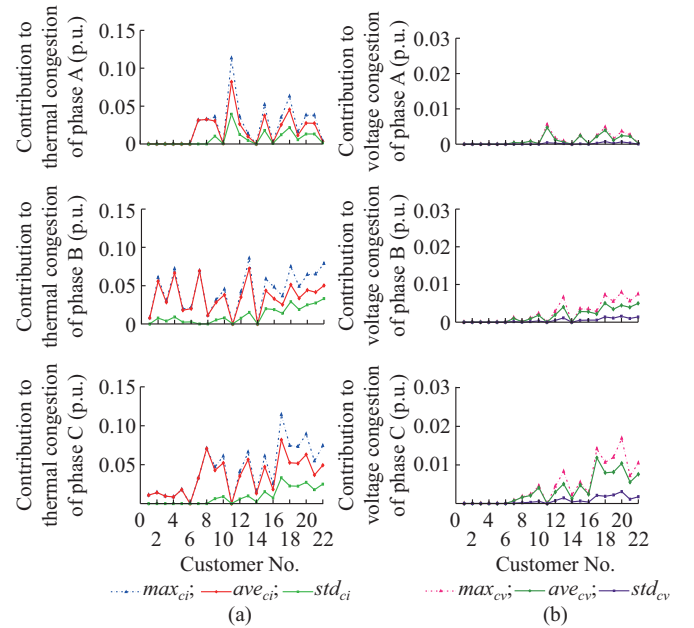 Contribution to
thermal congestion
of phase A (p.u.)
0.15
0.10
0.05
0
Contribution to
voltage congestion
of phase A (p.u.)
0.03
0.02
0.01
0
Contribution to
thermal congestion
of phase B (p.u.)
0.15
0.10
0.05
0
Contribution to
voltage congestion
of phase B (p.u.)
0.03
0.02
0.01
0
Contribution to
thermal congestion
of phase C (p.u.)
0.15
0.10
0.05
Contribution to
voltage congestion
of phase C (p.u.)
0.03
0.02
0.01
0 4 8 12 16 20
2 6 10 14 18 22
Customer No.
max_ci; ave_ci; std_ci
(a)
0 4 8 12 16 20
2 6 10 14 18 22
Customer No.
max_cv; ave_cv; std_cv
(b)